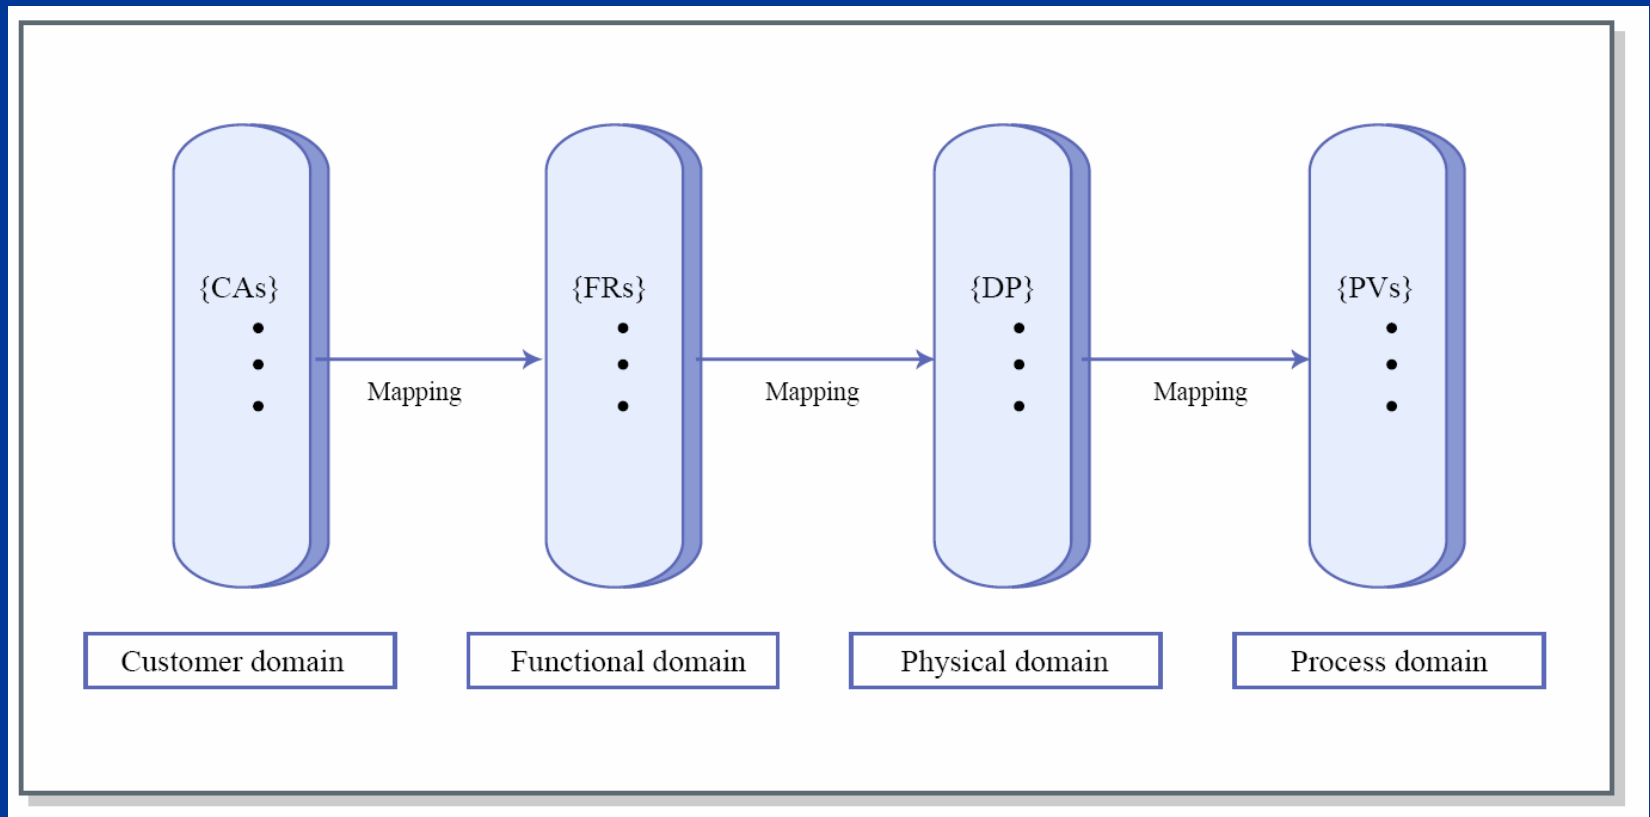 {CAs}
{FRs}
{DP}
{PVs}
Mapping
Mapping
Mapping
Customer domain
Functional domain
Physical domain
Process domain